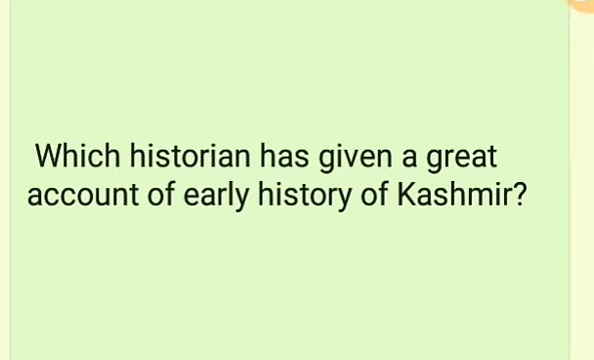 Which historian has given a great
account of early history of Kashmir?